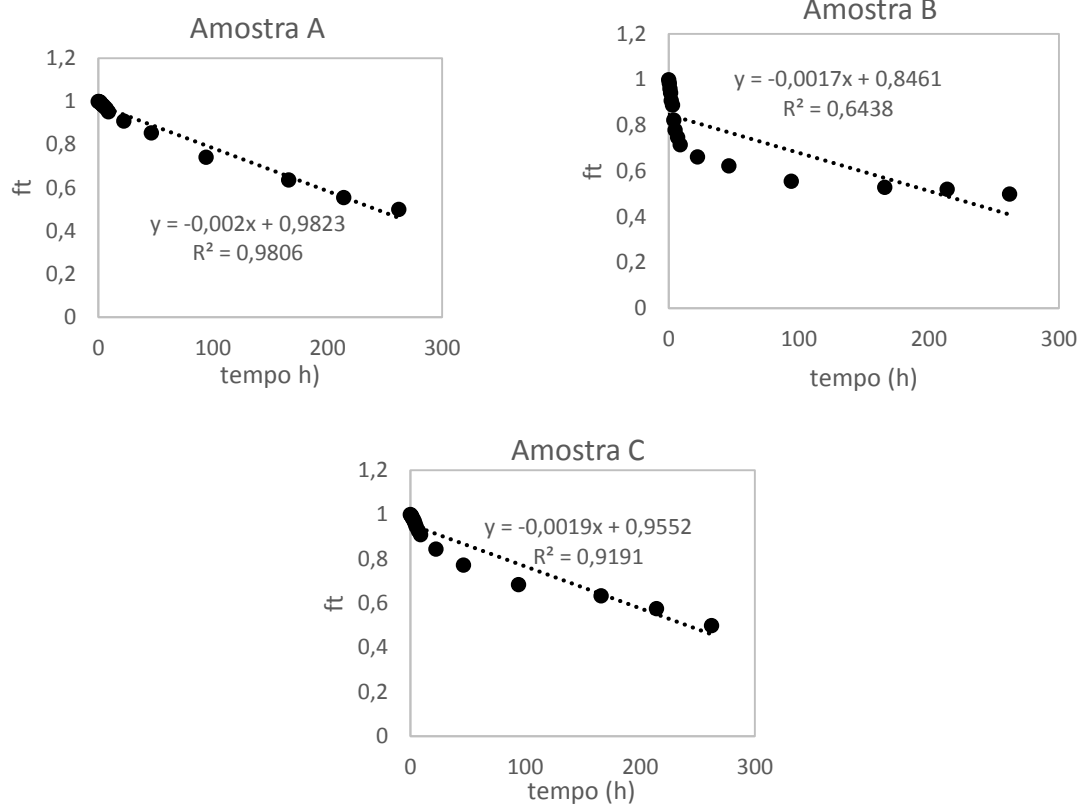 Amostra A
1,2
1
0,8
0,6
0,4
0,2
0
ft
y = -0,002x + 0,9823
R² = 0,9806
0 100 200 300
tempo h)
Amostra B
1,2
1
0,8
0,6
0,4
0,2
0
ft
y = -0,0017x + 0,8461
R² = 0,6438
0 100 200 300
tempo (h)
Amostra C
1,2
1
0,8
0,6
0,4
0,2
0
ft
y = -0,0019x + 0,9552
R² = 0,9191
0 100 200 300
tempo (h)